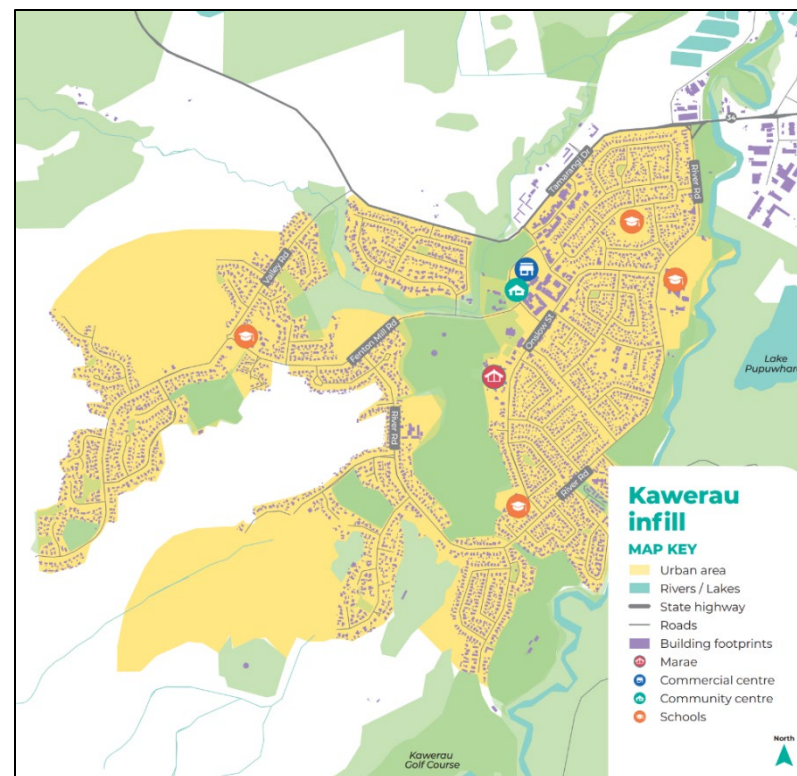 34
Tamarangi Dr
River Rd
Valley Rd
Onslow St
Fenton Mill Rd
Lake
River Rd
River Rd
Kawerau
infill
MAP KEY
Urban area
Rivers / Lakes
State highway
Roads
Building footprints
Marae
Commercial centre
Community centre
Schools
North
Kawerau
Golf Course